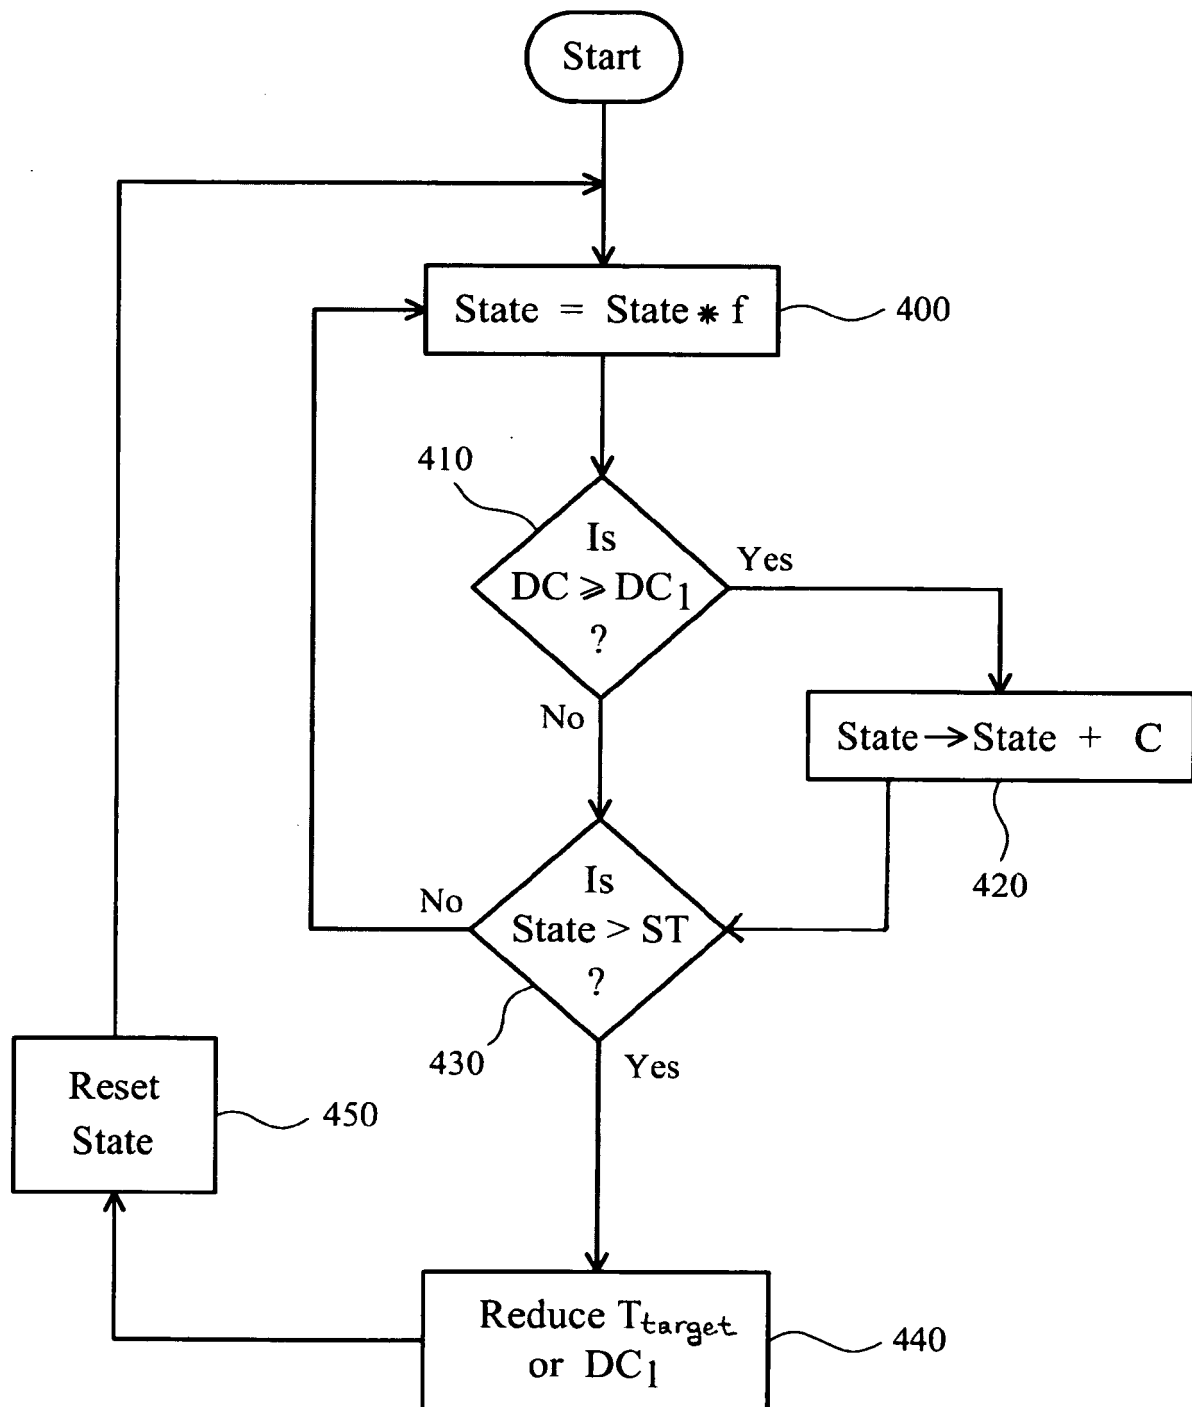 Start
State = State * f
400
410
Is
DC ⩾ DC1
?
Yes
No
State → State + C
420
Is
State > ST
?
No
430
Yes
Reset
State
450
Reduce Ttarget
or DC1
440